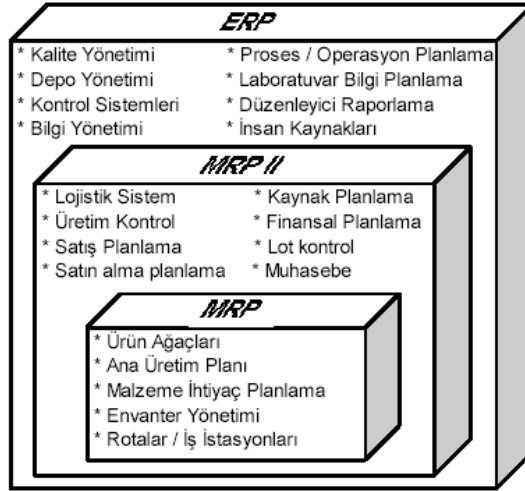 ERP
* Kalite Yönetimi * Proses / Operasyon Planlama
* Depo Yönetimi * Laboratuvar Bilgi Planlama
* Kontrol Sistemleri * Düzenleyici Raporlama
* Bilgi Yönetimi * İnsan Kaynakları
MRP II
* Lojistik Sistem * Kaynak Planlama
* Üretim Kontrol * Finansal Planlama
* Satış Planlama * Lot kontrol
* Satın alma planlama * Muhasebe
MRP
* Ürün Ağaçları
* Ana Üretim Planı
* Malzeme İhtiyaç Planlama
* Envanter Yönetimi
* Rotalar / İş İstasyonları